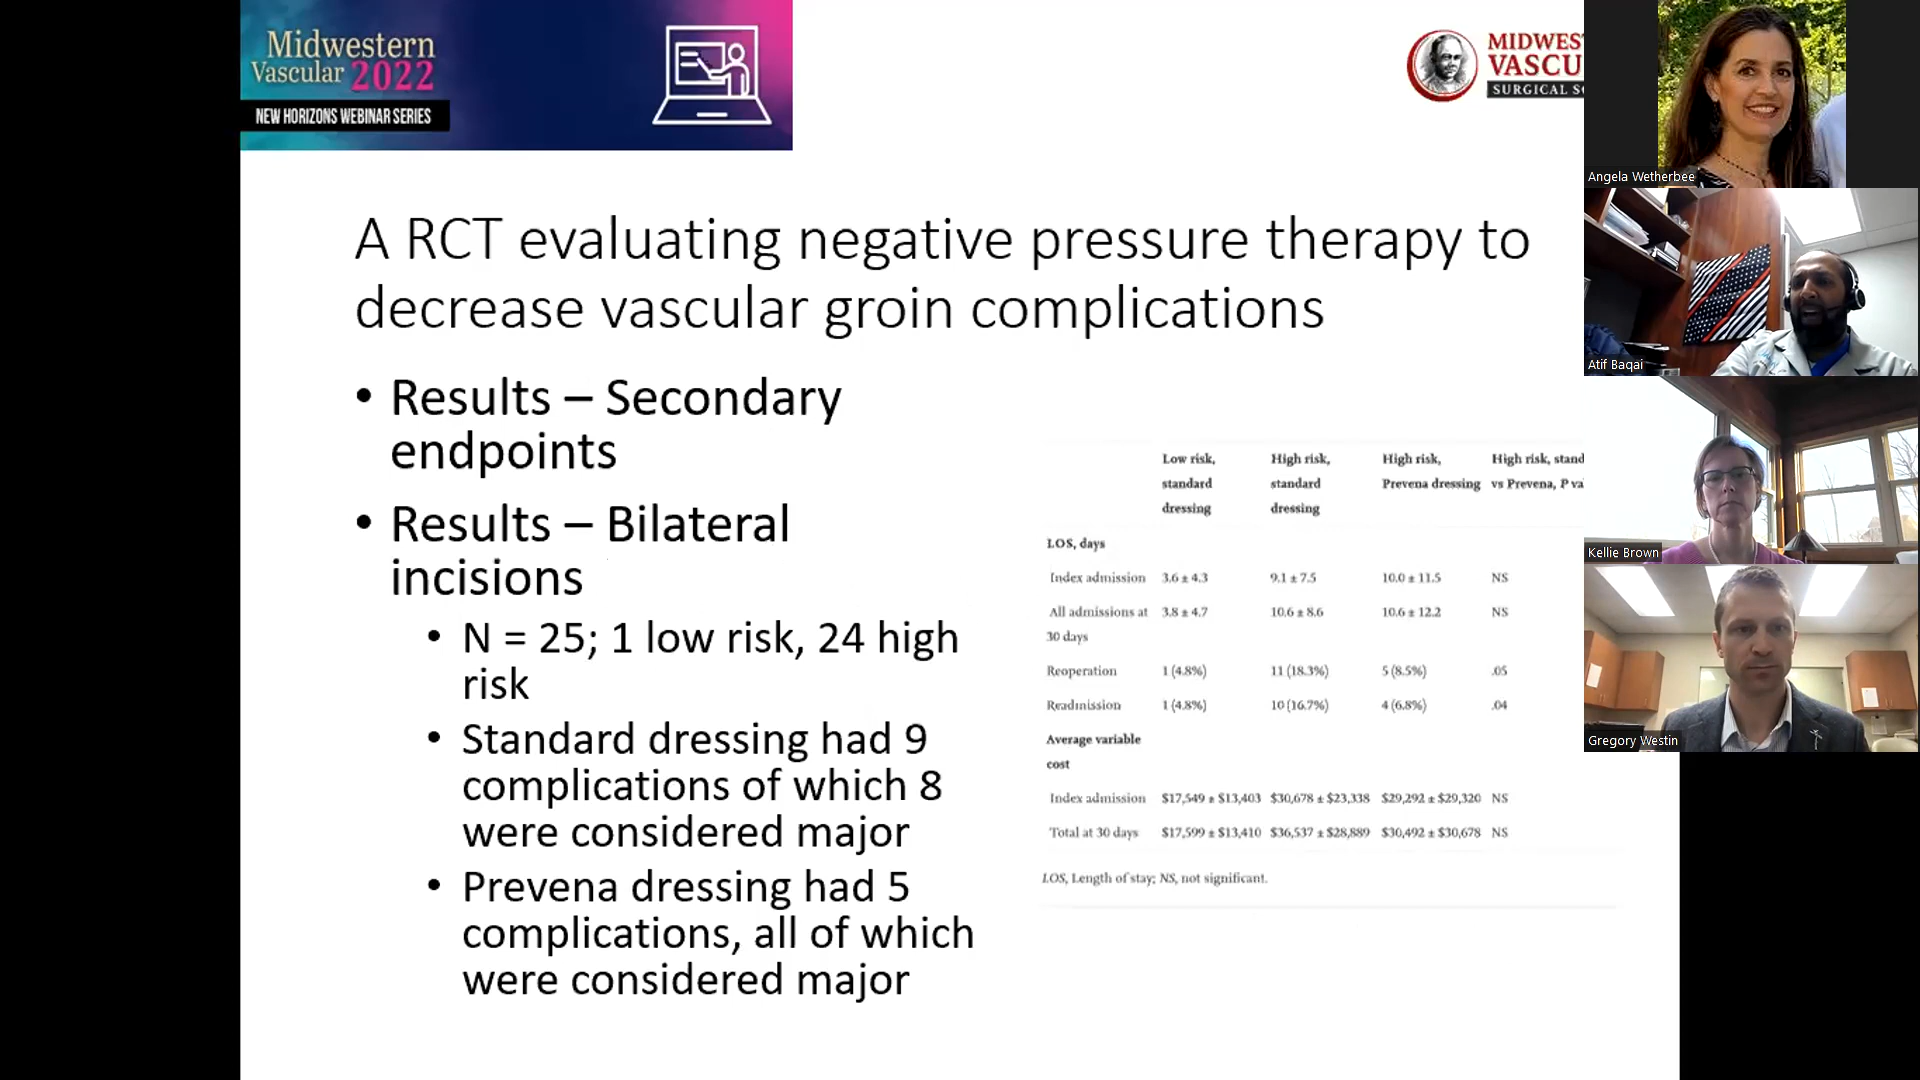 Midwestern
Vascular 2022
NEW HORIZONS WEBINAR SERIES
MIDWES
VASCU
SURGICAL S
A RCT evaluating negative pressure therapy to
decrease vascular groin complications
• Results – Secondary
endpoints
• Results – Bilateral
incisions
• N = 25; 1 low risk, 24 high
risk
• Standard dressing had 9
complications of which 8
were considered major
• Prevena dressing had 5
complications, all of which
were considered major
Low risk, High risk, High risk, High risk, stand
standard standard Prevena dressing vs Prevena, P va
dressing dressing
LOS, days
Index admission 3.6 ± 4.3 9.1 ± 7.5 10.0 ± 11.5 NS
All admissions at 3.8 ± 4.7 10.6 ± 8.6 10.6 ± 12.2 NS
30 days
Reoperation 1 (4.8%) 11 (18.3%) 5 (8.5%) .05
Readmission 1 (4.8%) 10 (16.7%) 4 (6.8%) .04
Average variable
cost
Index admission $17,549 ± $13,403 $30,678 ± $23,338 $29,292 ± $29,320 NS
Total at 30 days $17,599 ± $13,410 $36,537 ± $28,889 $30,492 ± $30,678 NS
LOS, Length of stay; NS, not significant.
Angela Wetherbee
Atif Baqai
Kellie Brown
Gregory Westin